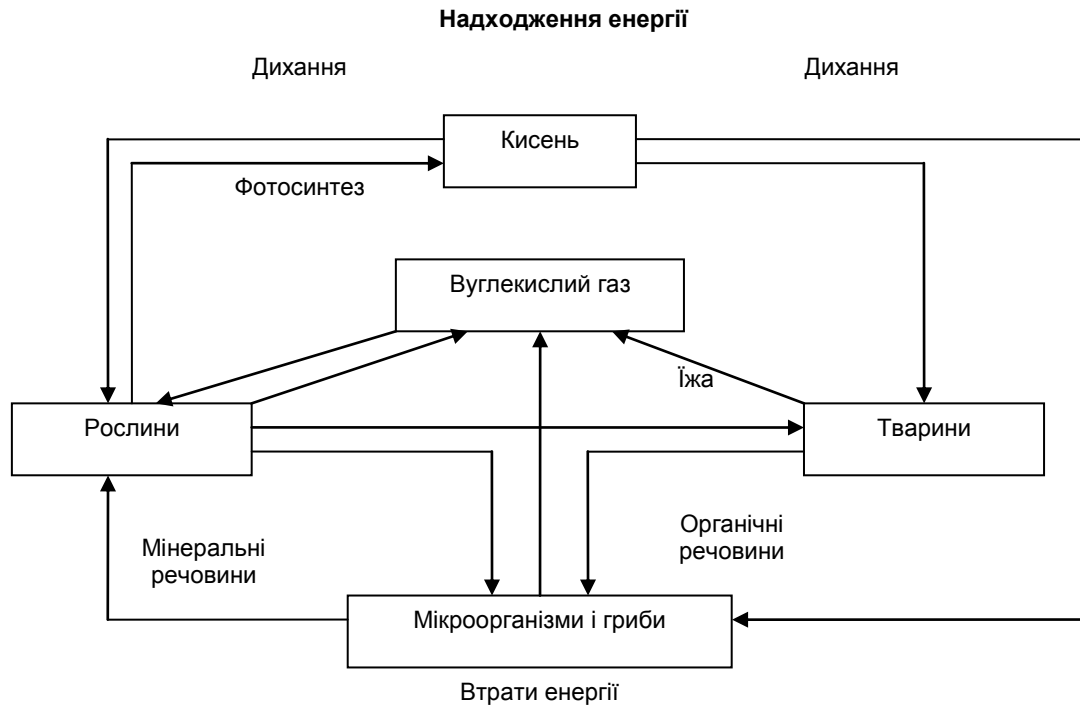 Надходження енергії
Дихання
Дихання
Кисень
Фотосинтез
Вуглекислий газ
Їжа
Рослини
Тварини
Мінеральні
речовини
Органічні
речовини
Мікроорганізми і гриби
Втрати енергії